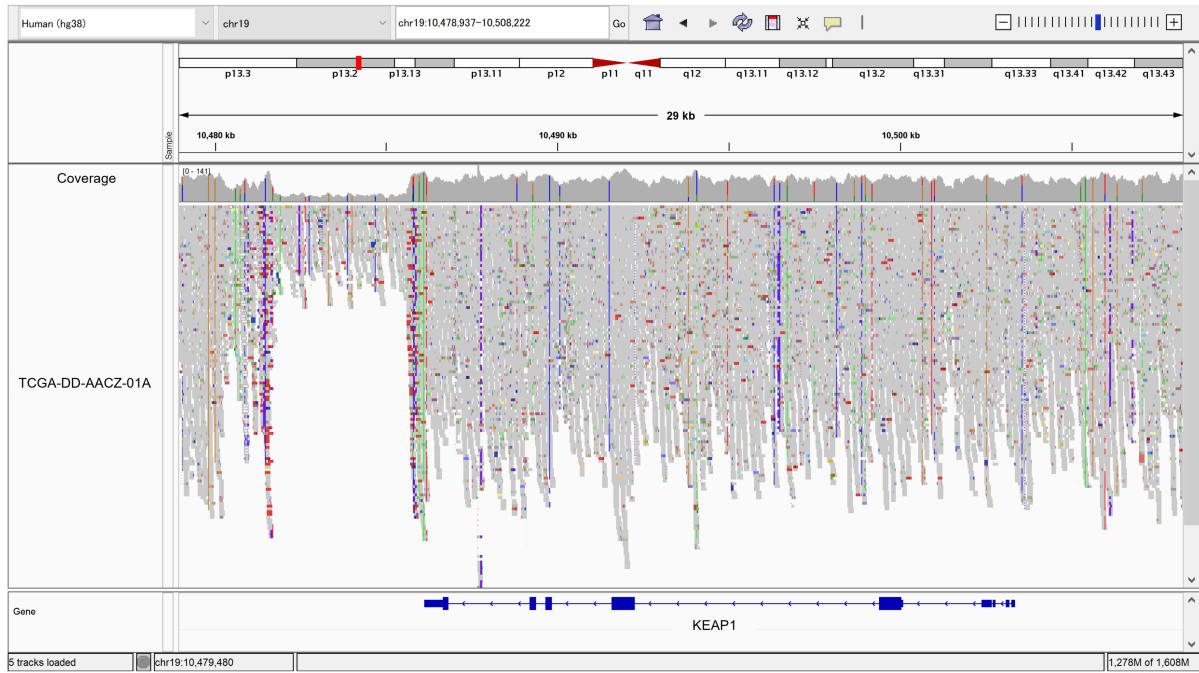 Human (hg38) chr19 chr19:10,478,937-10,508,222 Go
p13.3 p13.2 p13.13 p13.11 p12 p11 q11 q12 q13.11 q13.12 q13.2 q13.31 q13.33 q13.41 q13.42 q13.43
29 kb
10,480 kb 10,490 kb 10,500 kb
Sample
Coverage
[0 - 141]
TCGA-DD-AACZ-01A
Gene
KEAP1
5 tracks loaded chr19:10,479,480 1,278M of 1,608M